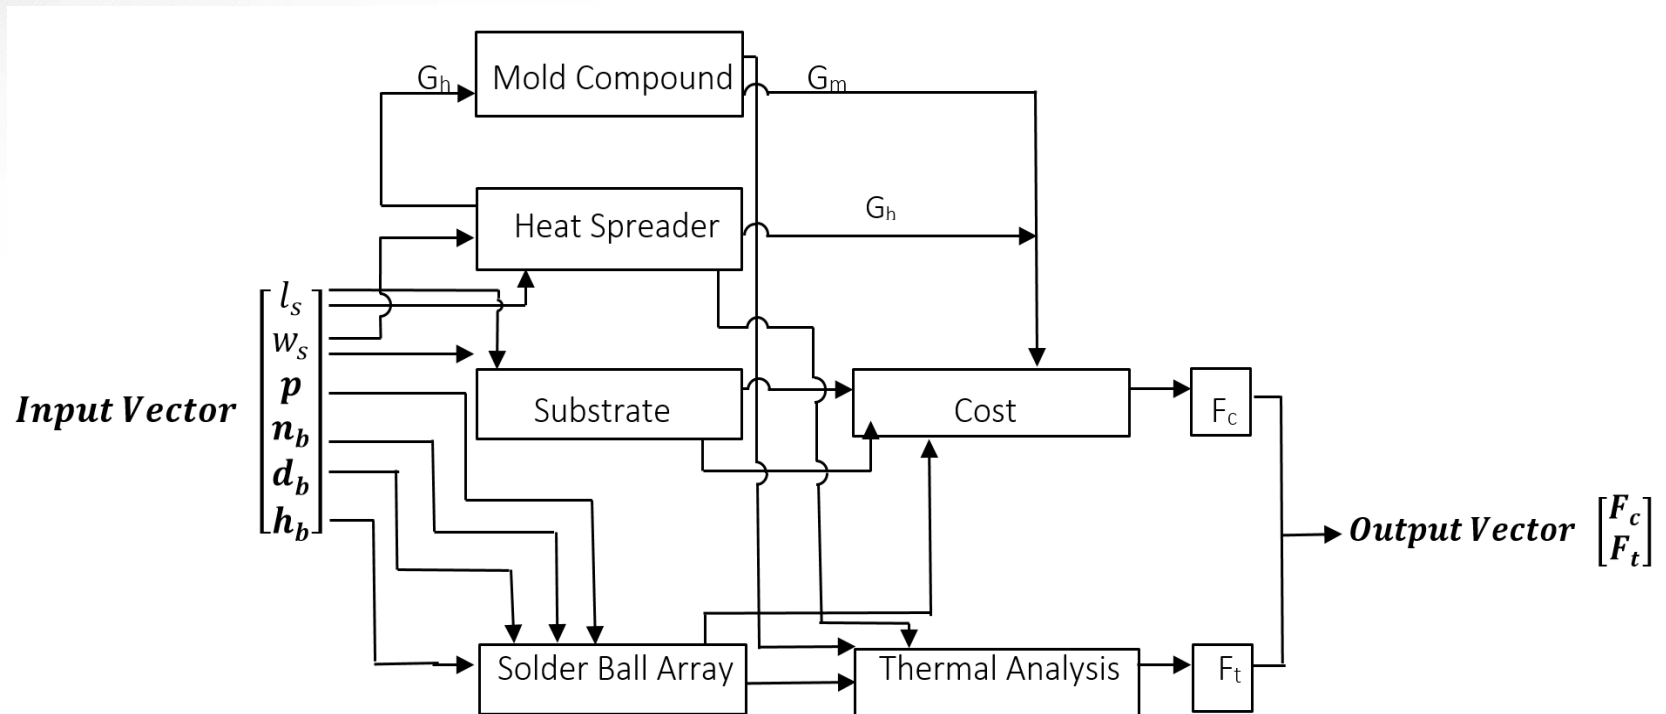 Gh
Mold Compound
Gm
Heat Spreader
Gh
ls
ws
p
nb
db
hb
Input Vector
Substrate
Cost
Fc
Output Vector
Fc
Ft
Solder Ball Array
Thermal Analysis
Ft